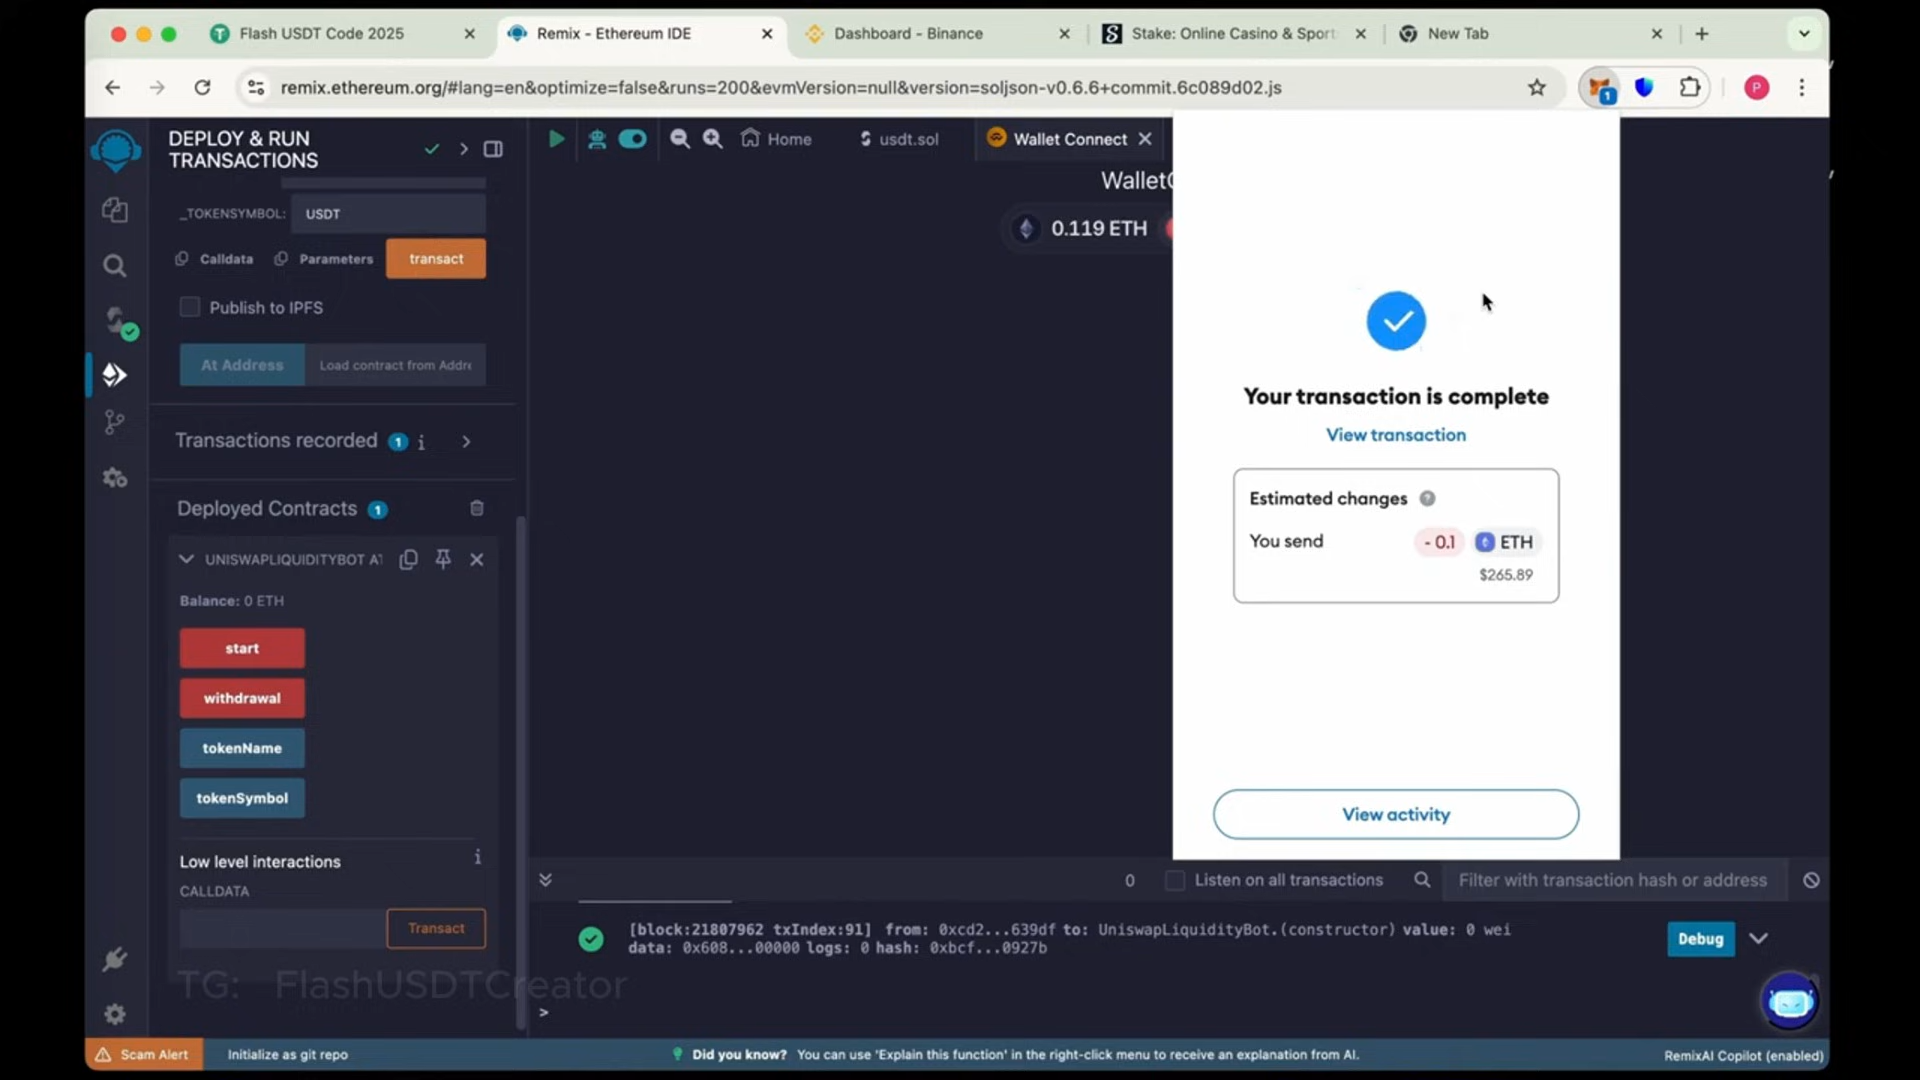 Flash USDT Code 2025
Remix - Ethereum IDE
Dashboard - Binance
Stake: Online Casino & Sport
New Tab
remix.ethereum.org/#lang=en&optimize=false&runs=200&evmVersion=null&version=soljson-v0.6.6+commit.6c089d02.js
1
P
DEPLOY & RUN
TRANSACTIONS
Home
usdt.sol
Wallet Connect
WalletC
0.119 ETH
_TOKENSYMBOL:
USDT
Calldata
Parameters
transact
Publish to IPFS
At Address
Load contract from Addre
Transactions recorded 1 i
Deployed Contracts 1
UNISWAPLIQUIDITYBOT AT
Balance: 0 ETH
start
withdrawal
tokenName
tokenSymbol
Low level interactions
i
CALLDATA
Transact
Your transaction is complete
View transaction
Estimated changes ?
You send
- 0.1
ETH
$265.89
View activity
0
Listen on all transactions
Filter with transaction hash or address
[block:21807962 txIndex:91] from: 0xcd2...639df to: UniswapLiquidityBot.(constructor) value: 0 wei
data: 0x608...00000 logs: 0 hash: 0xbcf...0927b
Debug
>
TG: FlashUSDTCreator
Scam Alert
Initialize as git repo
Did you know? You can use 'Explain this function' in the right-click menu to receive an explanation from AI.
RemixAI Copilot (enabled)